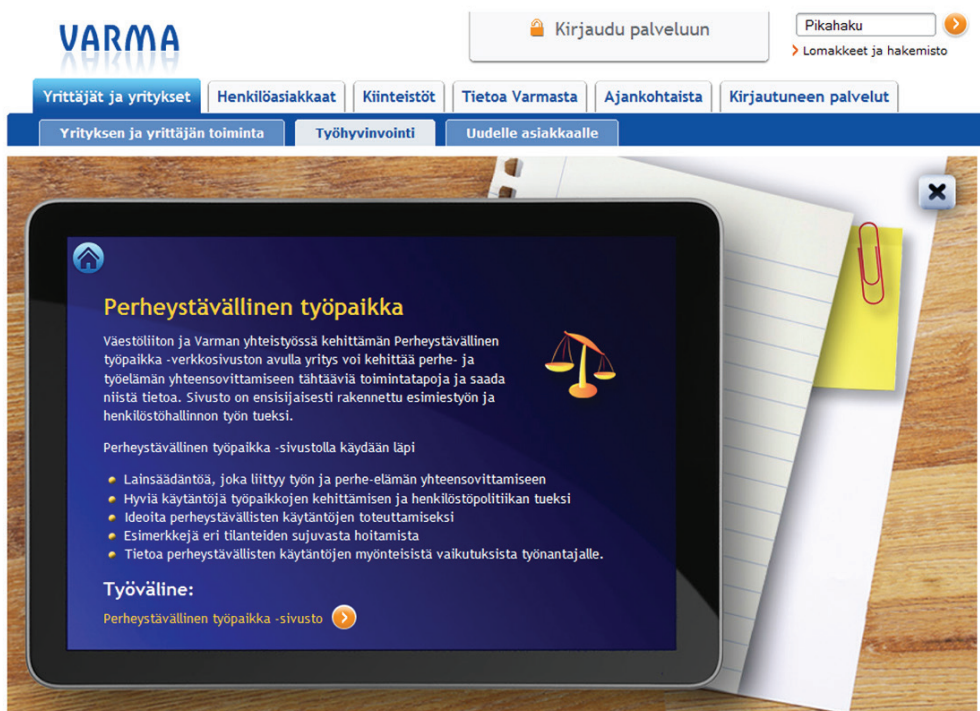 VARMA
Kirjaudu palveluun
Pikahaku
Lomakkeet ja hakemisto
Yrittäjät ja yritykset
Henkilöasiakkaat
Kiinteistöt
Tietoa Varmasta
Ajankohtaista
Kirjautuneen palvelut
Yrityksen ja yrittäjän toiminta
Työhyvinvointi
Uudelle asiakkaalle
Perheystävällinen työpaikka
Väestöliiton ja Varman yhteistyössä kehittämän Perheystävällinen
työpaikka -verkkosivuston avulla yritys voi kehittää perhe- ja
työelämän yhteensovittamiseen tähtääviä toimintatapoja ja saada
niistä tietoa. Sivusto on ensisijaisesti rakennettu esimiestyön ja
henkilöstöhallinnon työn tueksi.
Perheystävällinen työpaikka -sivustolla käydään läpi
Lainsäädäntöä, joka liittyy työn ja perhe-elämän yhteensovittamiseen
Hyviä käytäntöjä työpaikkojen kehittämisen ja henkilöstöpolitiikan tueksi
Ideoita perheystävällisten käytäntöjen toteuttamiseksi
Esimerkkejä eri tilanteiden sujuvasta hoitamista
Tietoa perheystävällisten käytäntöjen myönteisistä vaikutuksista työnantajalle.
Työväline:
Perheystävällinen työpaikka -sivusto